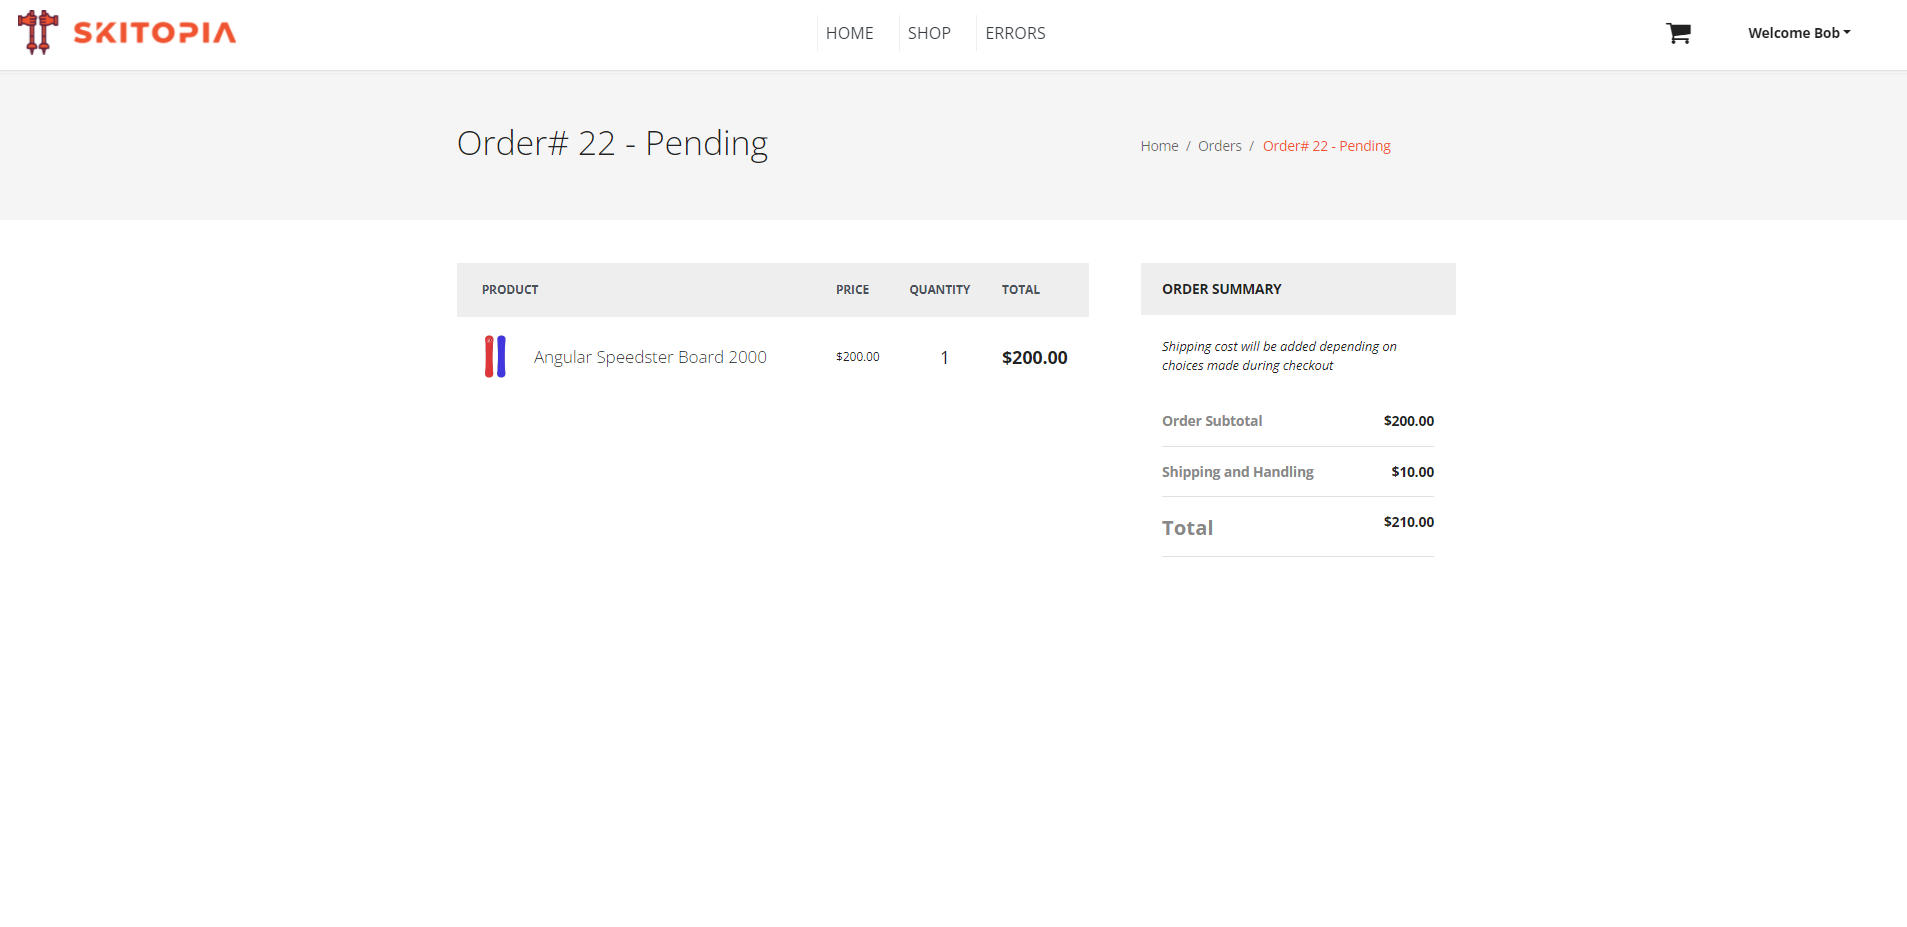 SKITOPIA
HOME
SHOP
ERRORS
Welcome Bob
Order# 22 - Pending
Home / Orders / Order# 22 - Pending
PRODUCT PRICE QUANTITY TOTAL
Angular Speedster Board 2000 $200.00 1 $200.00
ORDER SUMMARY
Shipping cost will be added depending on
choices made during checkout
Order Subtotal $200.00
Shipping and Handling $10.00
Total $210.00